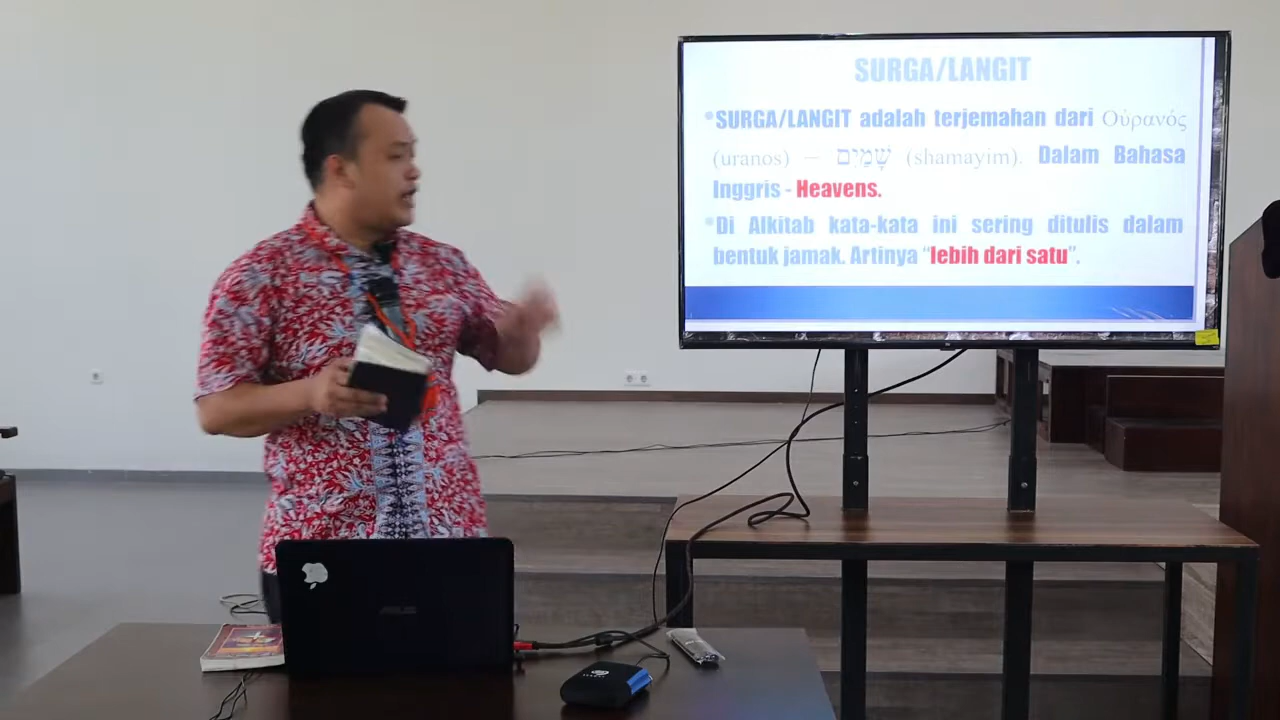 SURGA/LANGIT
•SURGA/LANGIT adalah terjemahan dari Οὐρανός
(uranos) – שָׁמַיִם (shamayim). Dalam Bahasa
Inggris - Heavens.
•Di Alkitab kata-kata ini sering ditulis dalam
bentuk jamak. Artinya “lebih dari satu”.
ASUS